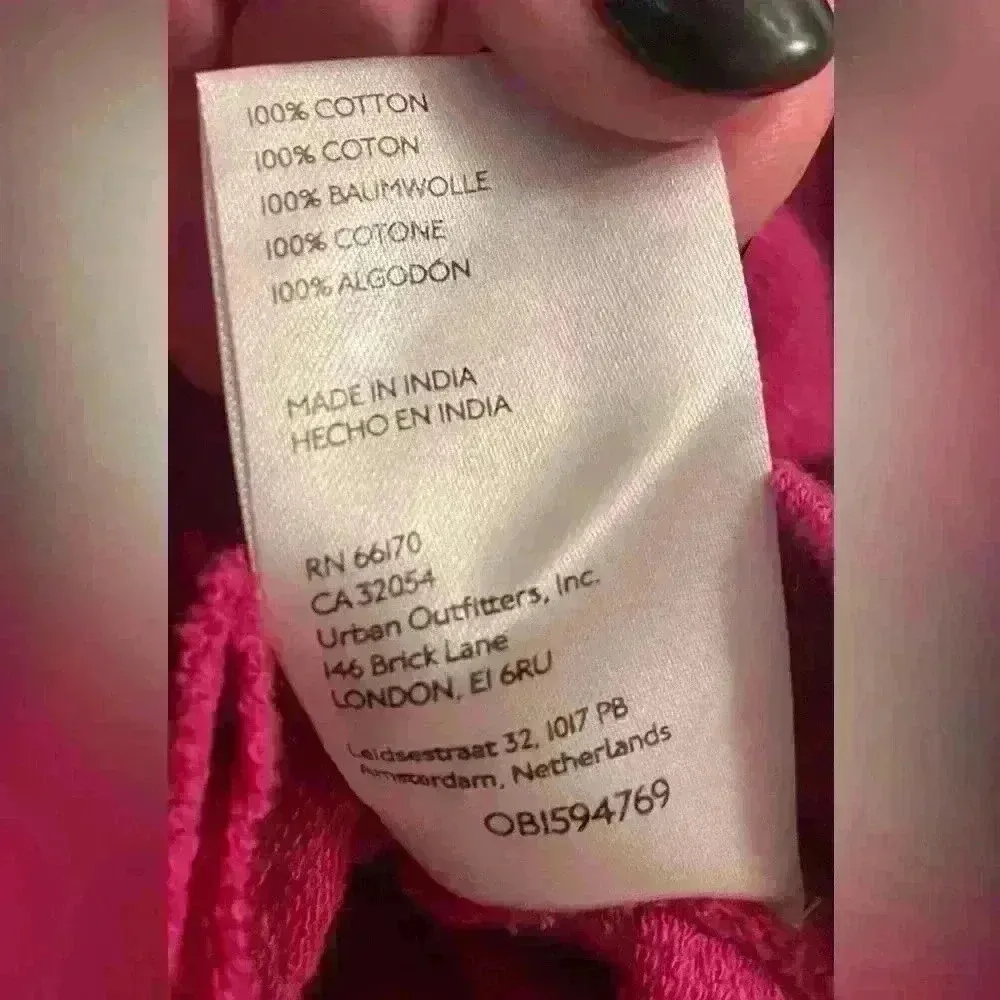 100% COTTON
100% COTON
100% BAUMWOLLE
100% COTONE
100% ALGODÓN
MADE IN INDIA
HECHO EN INDIA
RN 66170
CA 32054
Urban Outfitters, Inc.
146 Brick Lane
LONDON, E1 6RU
Leidsestraat 32, 1017 PB
Amsterdam, Netherlands
OB1594769